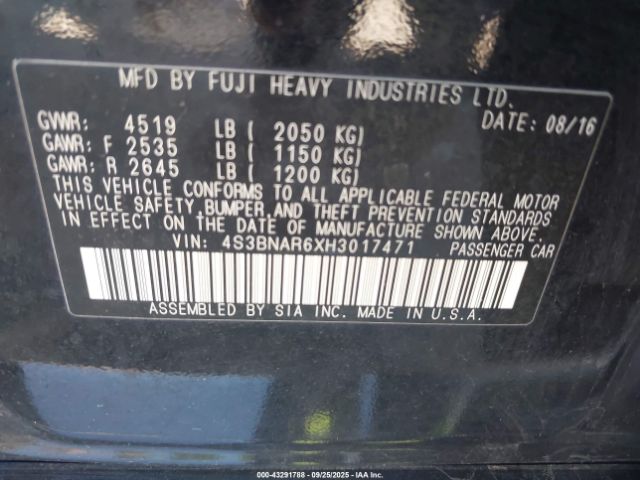 MFD BY FUJI HEAVY INDUSTRIES LTD.
DATE: 08/16
GVWR: 4519 LB ( 2050 KG)
GAWR: F 2535 LB ( 1150 KG)
GAWR: R 2645 LB ( 1200 KG)
THIS VEHICLE CONFORMS TO ALL APPLICABLE FEDERAL MOTOR
VEHICLE SAFETY, BUMPER, AND THEFT PREVENTION STANDARDS
IN EFFECT ON THE DATE OF MANUFACTURE SHOWN ABOVE.
VIN: 4S3BNAR6XH3017471 PASSENGER CAR
ASSEMBLED BY SIA INC. MADE IN U.S.A.
000-43291788 - 09/25/2025 - IAAI.COM